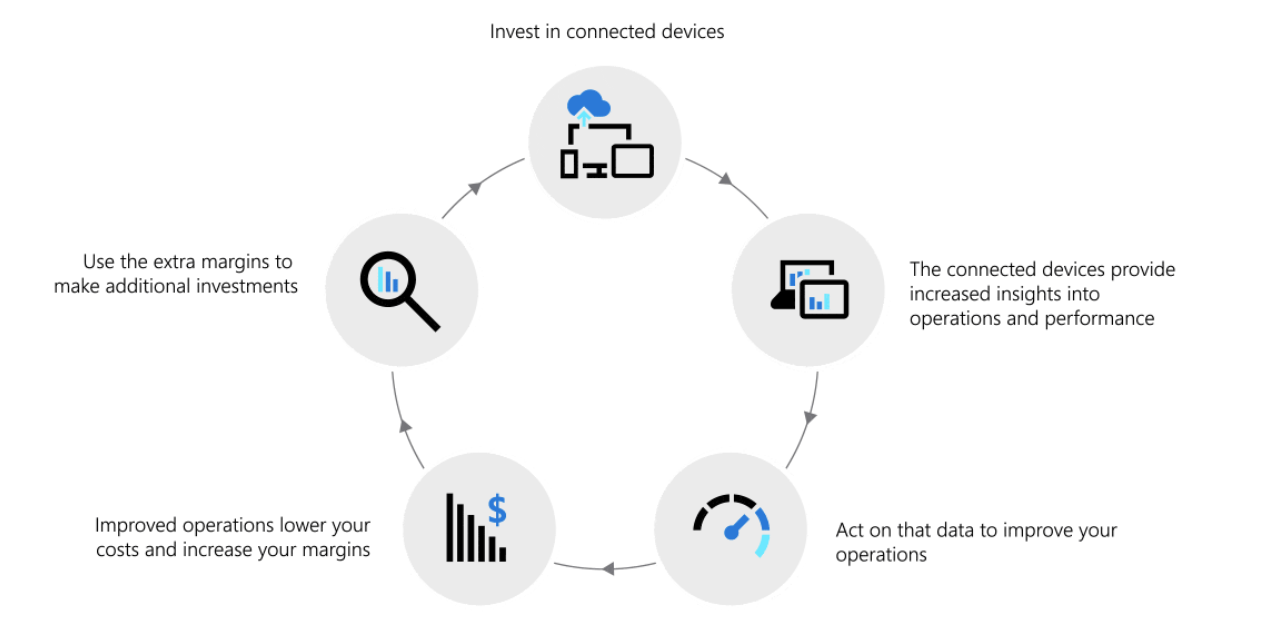 Invest in connected devices
The connected devices provide
increased insights into
operations and performance
Act on that data to improve your
operations
$
Improved operations lower your
costs and increase your margins
Use the extra margins to
make additional investments